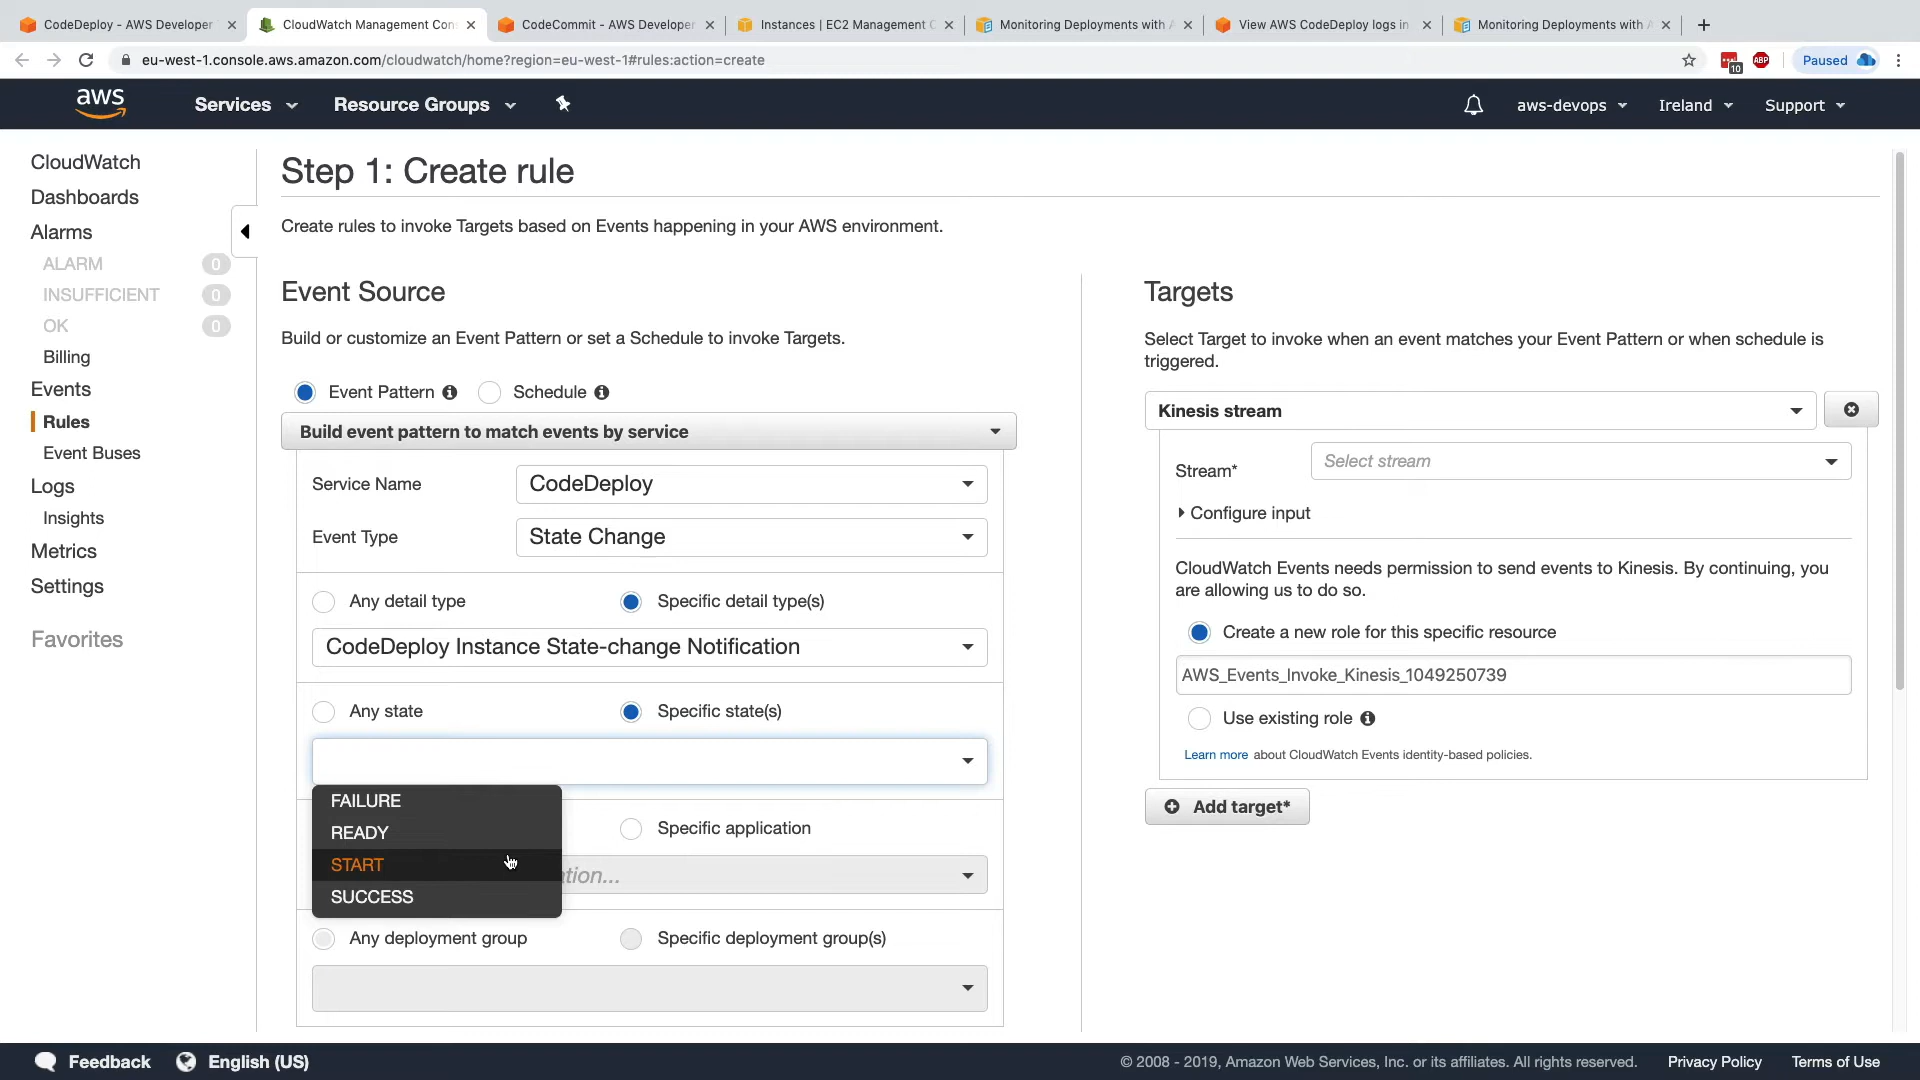 CodeDeploy - AWS Developer
CloudWatch Management Con
CodeCommit - AWS Developer
Instances | EC2 Management C
Monitoring Deployments with A
View AWS CodeDeploy logs in
Monitoring Deployments with A
eu-west-1.console.aws.amazon.com/cloudwatch/home?region=eu-west-1#rules:action=create
10
ABP
Paused
aws
Services
Resource Groups
aws-devops
Ireland
Support
CloudWatch
Dashboards
Alarms
ALARM 0
INSUFFICIENT 0
OK 0
Billing
Events
Rules
Event Buses
Logs
Insights
Metrics
Settings
Favorites
Step 1: Create rule
Create rules to invoke Targets based on Events happening in your AWS environment.
Event Source
Build or customize an Event Pattern or set a Schedule to invoke Targets.
Event Pattern
Schedule
Build event pattern to match events by service
Service Name
CodeDeploy
Event Type
State Change
Any detail type
Specific detail type(s)
CodeDeploy Instance State-change Notification
Any state
Specific state(s)
FAILURE
READY
START
SUCCESS
Specific application
ation...
Any deployment group
Specific deployment group(s)
Targets
Select Target to invoke when an event matches your Event Pattern or when schedule is
triggered.
Kinesis stream
Stream*
Select stream
Configure input
CloudWatch Events needs permission to send events to Kinesis. By continuing, you
are allowing us to do so.
Create a new role for this specific resource
AWS_Events_Invoke_Kinesis_1049250739
Use existing role
Learn more about CloudWatch Events identity-based policies.
Add target*
Feedback
English (US)
© 2008 - 2019, Amazon Web Services, Inc. or its affiliates. All rights reserved.
Privacy Policy
Terms of Use